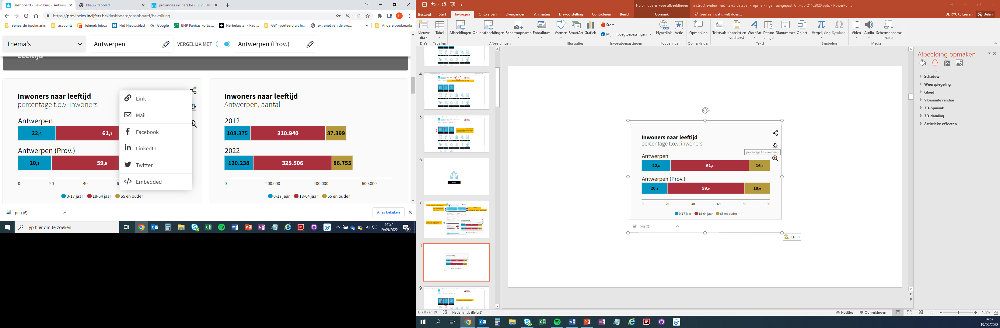 Dashboard - Bevolking - Antwer
Nieuw tabblad
provincies.incijfers.be - BEVOLKI
https://provincies.incijfers.be/dashboard/dashboard/bevolking
Beheerde bookmarks
accounts
Telenet: Inbox
Het Nieuwsblad
Google
BNP Paribas Fortis,...
Herbeluister - Radi...
Geïmporteerd uit In...
extranet van de pro...
»
Andere bookmarks
Thema's
Antwerpen
VERGELIJK MET
Antwerpen (Prov.)
Leeftijd
Inwoners naar leeftijd
percentage t.o.v. inwoners
Antwerpen
22,6
61,1
Antwerpen (Prov.)
20,1
59,9
0
20
40
0-17 jaar
18-64 jaar
65 en ouder
Link
Mail
Facebook
LinkedIn
Twitter
Embedded
Inwoners naar leeftijd
Antwerpen, aantal
2012
108.375
310.940
87.399
2022
120.238
325.506
86.755
0
200.000
400.000
600.000
0-17 jaar
18-64 jaar
65 en ouder
png (6)
Alles bekijken
Typ hier om te zoeken
14:57
19/09/2022
9
Hulpmiddelen voor afbeeldingen
instructievideo_met_.tekst_databank_opmerkingen_aangepast_GitHub_21102020.pptx - PowerPoint
Bestand
Start
Invoegen
Ontwerpen
Overgangen
Animaties
Diavoorstelling
Controleren
Beeld
Opmaak
Geef aan wat u wilt doen...
DE RYCKE Lieven
Delen
Nieuwe
dia
Tabel
Afbeeldingen
Onlineafbeeldingen
Schermopname
Fotoalbum
Vormen
SmartArt
Grafiek
Store
Mijn invoegtoepassingen
Hyperlink
Actie
Opmerking
Tekstvak
Koptekst en
voettekst
WordArt
Datum
en tijd
Dianummer
Object
Vergelijking
Symbool
Video
Audio
Schermopname
maken
Dia's
Tabellen
Afbeeldingen
Illustraties
Invoegtoepassingen
Koppelingen
Opmerkingen
Tekst
Symbolen
Media
4
5
6
7
8
9
Inwoners naar leeftijd
percentage t.o.v. inwoners
percentage t.o.v. inwoners
Antwerpen
22,6
61,1
16,3
Antwerpen (Prov.)
20,1
59,9
19,9
0
20
40
60
80
100
0-17 jaar
18-64 jaar
65 en ouder
png (6)
(Ctrl)
Afbeelding opmaken
Schaduw
Weerspiegeling
Gloed
Vloeiende randen
3D-opmaak
3D-draaiing
Artistieke effecten
Dia 8 van 39
Nederlands (België)
Notities
Opmerkingen
102%
14:57
19/09/2022